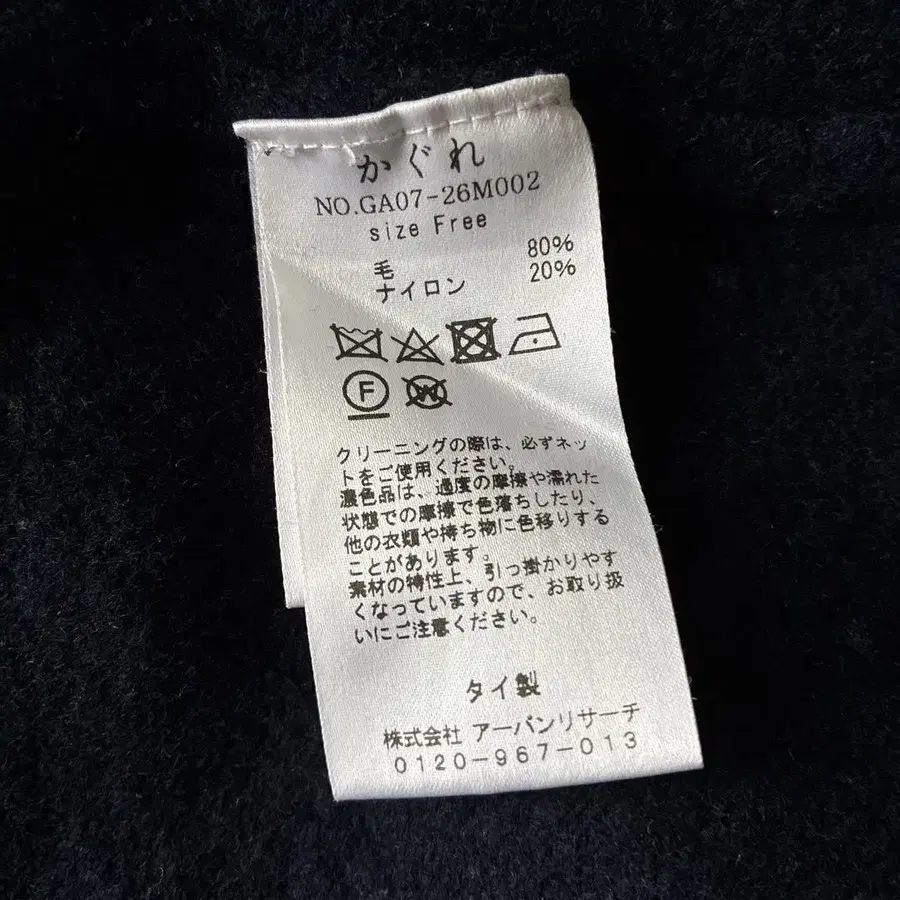 かぐれ
NO.GA07-26M002
size Free
毛 80%
ナイロン 20%
F W
クリーニングの際は、必ずネッ
トをご使用ください。
濃色品は、過度の摩擦や濡れた
状態での摩擦で色落ちしたり、
他の衣類や持ち物に色移りする
ことがあります。
素材の特性上、引っ掛かりやす
くなっていますので、お取り扱
いにご注意ください。
タイ製
株式会社 アーバンリサーチ
0120-967-013